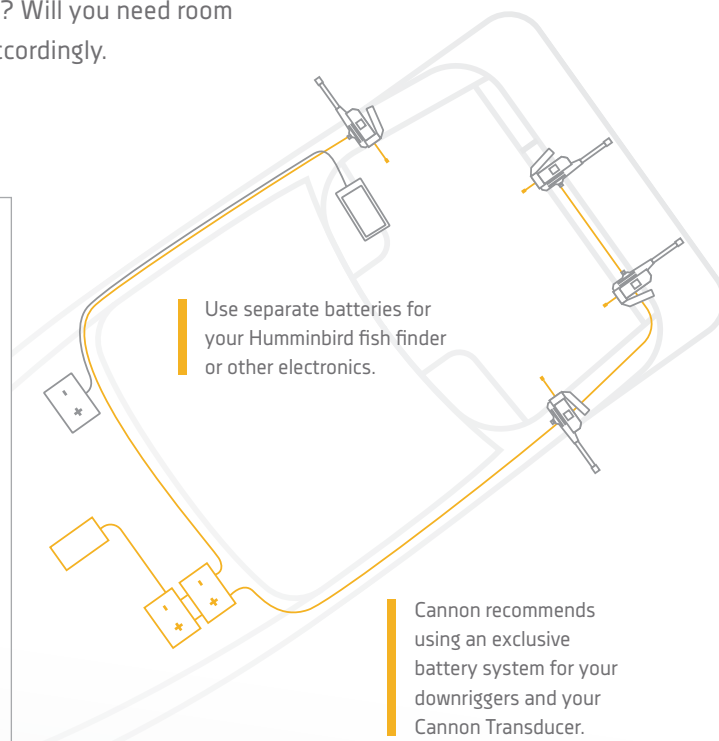 ? Will you need room
ccordingly.
Use separate batteries for
your Humminbird fish finder
or other electronics.
- +
- +
- +
Cannon recommends
using an exclusive
battery system for your
downriggers and your
Cannon Transducer.